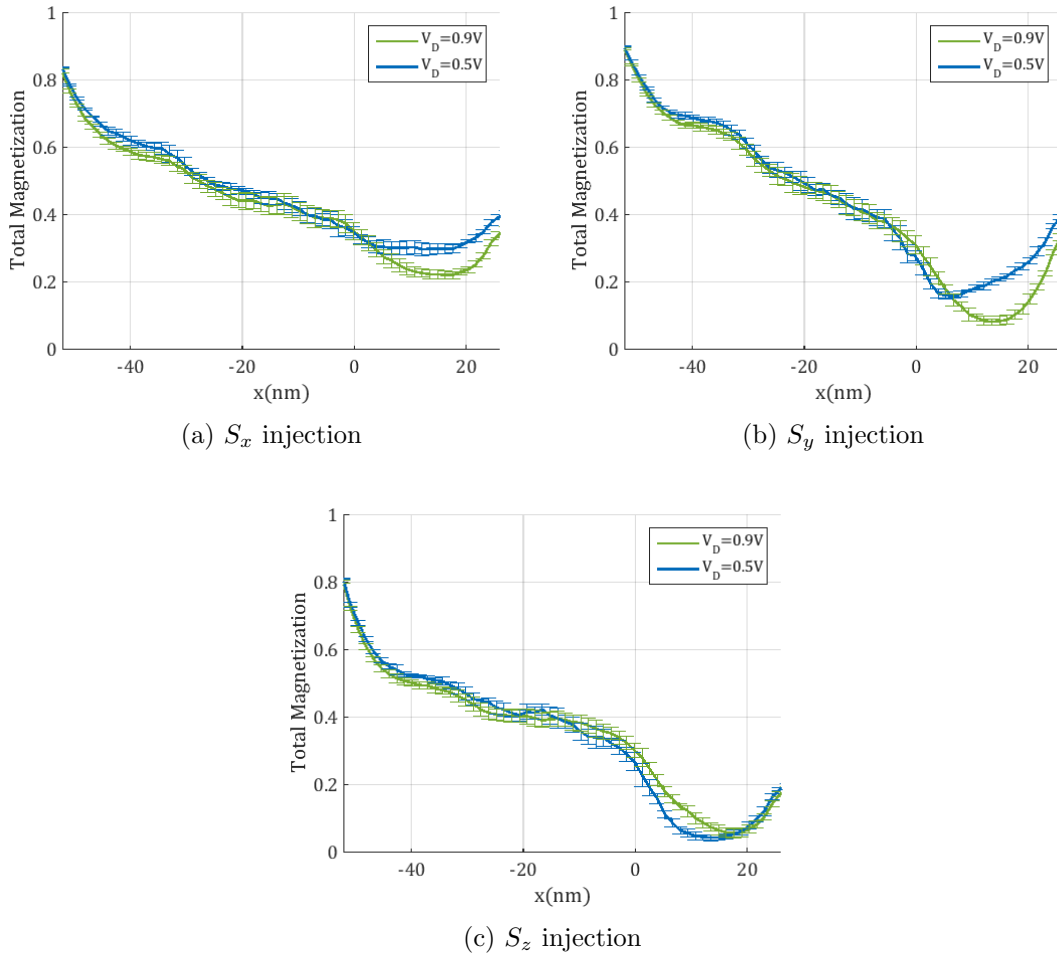 1
0.8
0.6
0.4
0.2
0
-40
-20
0
20
Total Magnetization
x(nm)
V_D=0.9V
V_D=0.5V
(a) S_x injection
1
0.8
0.6
0.4
0.2
0
-40
-20
0
20
Total Magnetization
x(nm)
V_D=0.9V
V_D=0.5V
(b) S_y injection
1
0.8
0.6
0.4
0.2
0
-40
-20
0
20
Total Magnetization
x(nm)
V_D=0.9V
V_D=0.5V
(c) S_z injection